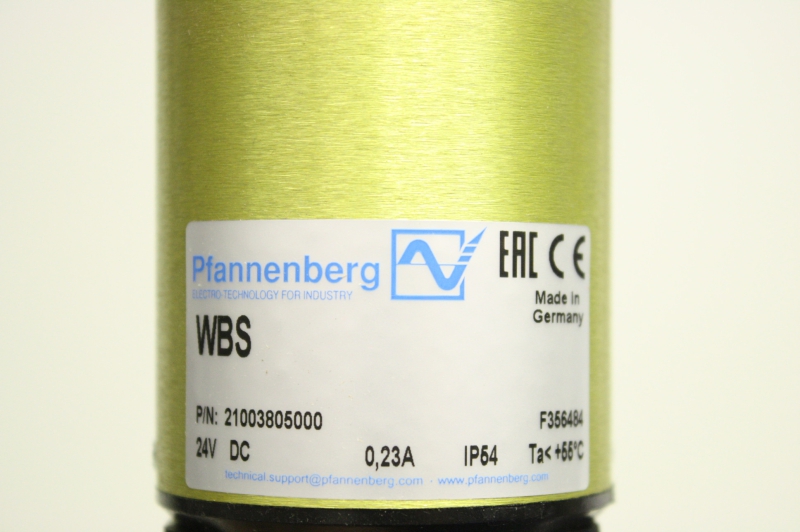 Pfannenberg
ELECTRO-TECHNOLOGY FOR INDUSTRY
EAC CE
Made in
Germany
WBS
P/N: 21003805000 F356484
24V DC 0,23A IP54 Ta< +55°C
technical.support@pfannenberg.com · www.pfannenberg.com